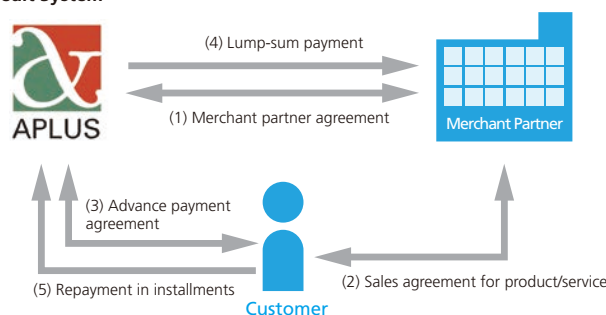 (4) Lump-sum payment
APLUS
(1) Merchant partner agreement
Merchant Partner
(3) Advance payment
agreement
(2) Sales agreement for product/service
(5) Repayment in installments
Customer